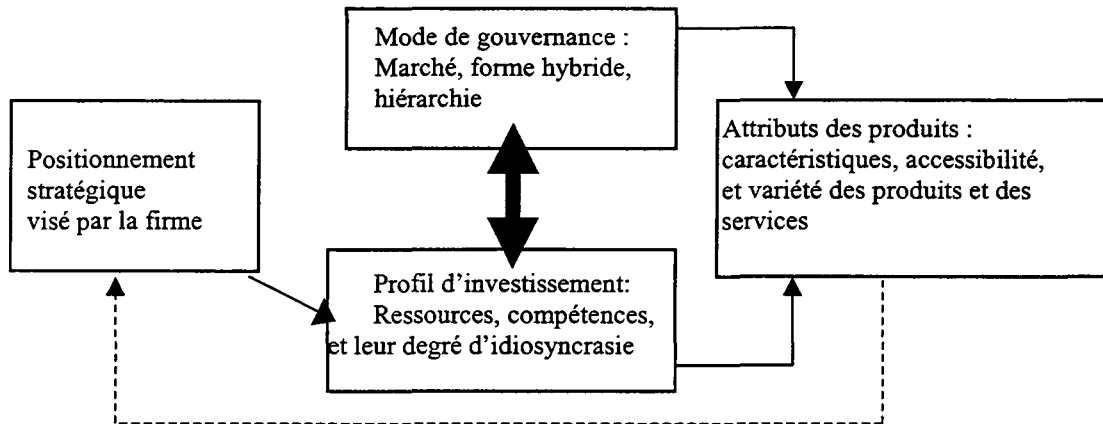 Mode de gouvernance :
Marché, forme hybride,
hiérarchie
Positionnement
stratégique
visé par la firme
Attributs des produits :
caractéristiques, accessibilité,
et variété des produits et des
services
Profil d'investissement:
Ressources, compétences,
et leur degré d'idiosyncrasie